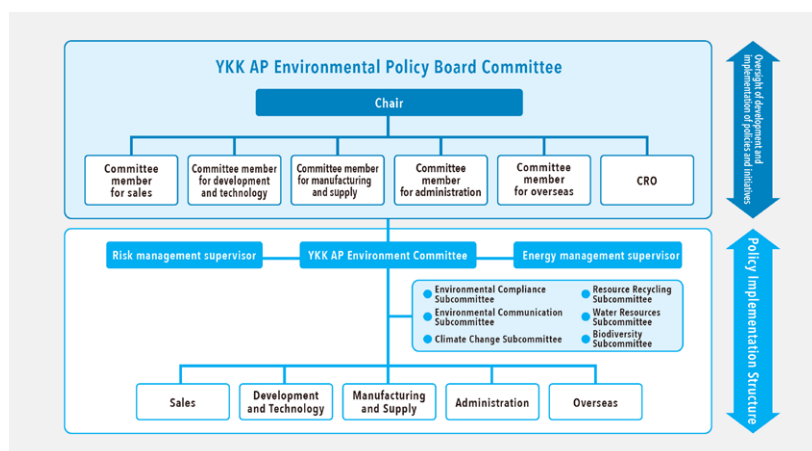 YKK AP Environmental Policy Board Committee
Chair
Committee
member
for sales
Committee member
for development
and technology
Committee member
for manufacturing
and supply
Committee
member
for administration
Committee
member
for overseas
CRO
Oversight of development and
implementation of policies and initiatives
Risk management supervisor
YKK AP Environment Committee
Energy management supervisor
Environmental Compliance
Subcommittee
Environmental Communication
Subcommittee
Climate Change Subcommittee
Resource Recycling
Subcommittee
Water Resources
Subcommittee
Biodiversity
Subcommittee
Sales
Development
and Technology
Manufacturing
and Supply
Administration
Overseas
Policy Implementation Structure